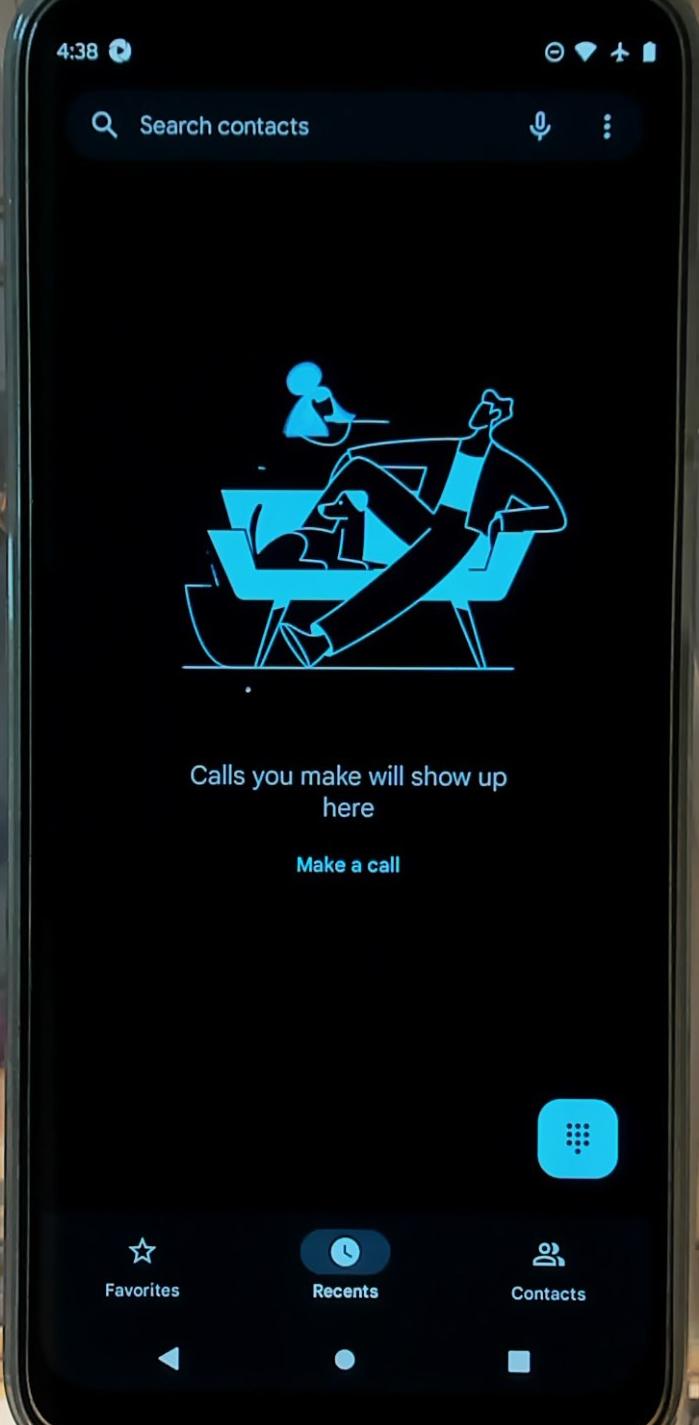 4:38
Search contacts
Calls you make will show up
here
Make a call
Favorites
Recents
Contacts